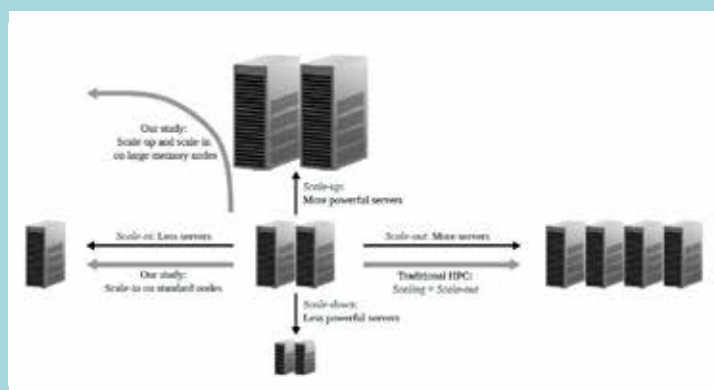 Our study:
Scale-up and scale-in
on large memory nodes
Scale-up:
More powerful servers
Scale-in: Less servers
Scale-out: More servers
Our study:
Scale-in on standard nodes
Traditional HPC:
Scaling = Scale-out
Scale-down:
Less powerful servers